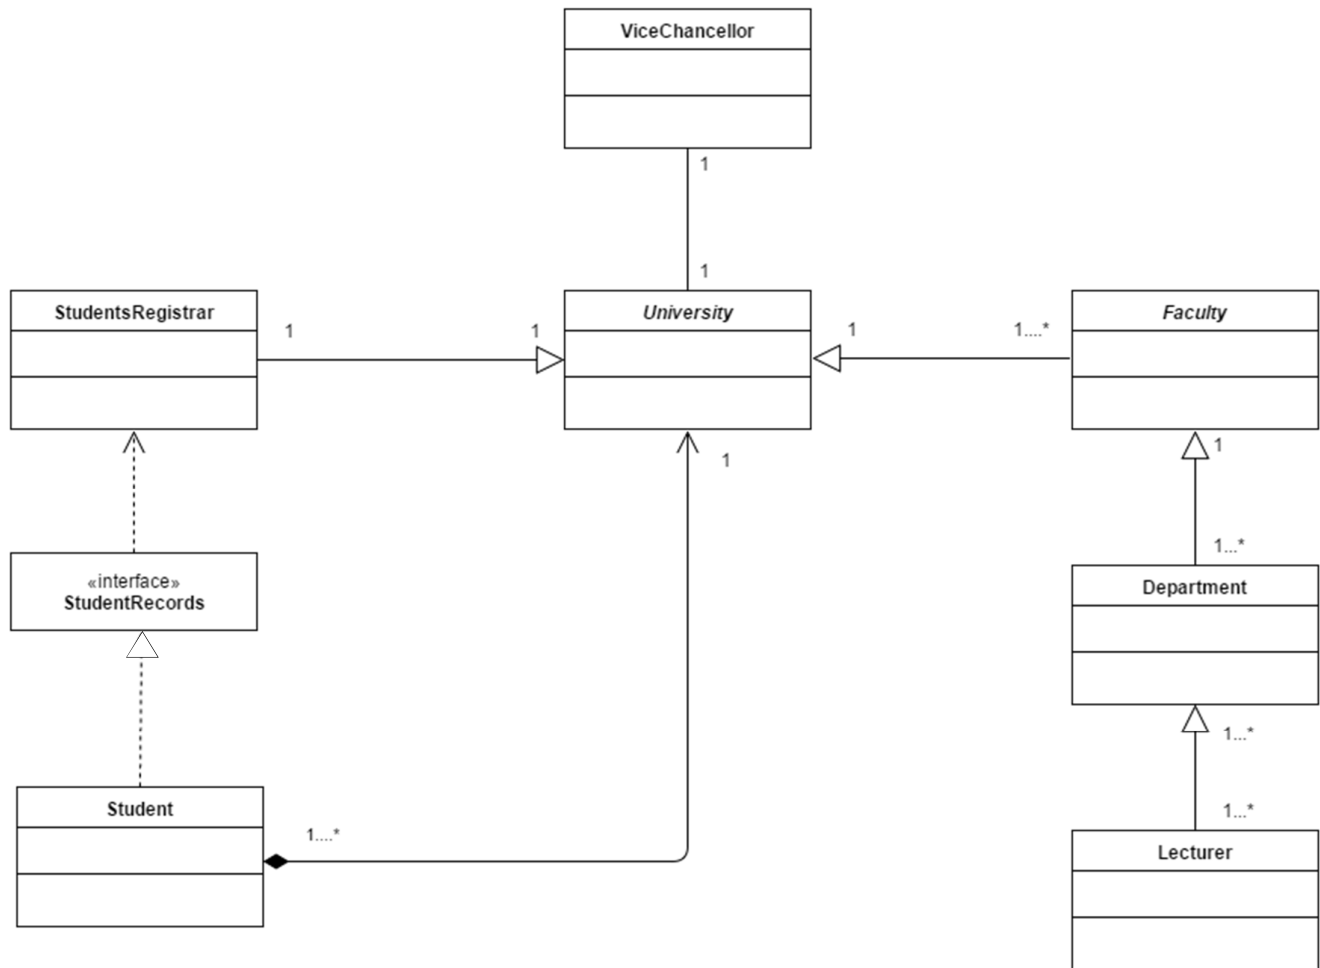 ViceChancellor
1
1
StudentsRegistrar
1
1
University
1
1....*
Faculty
1
1
1...*
«interface»
StudentRecords
Department
1...*
Student
1....*
1...*
Lecturer